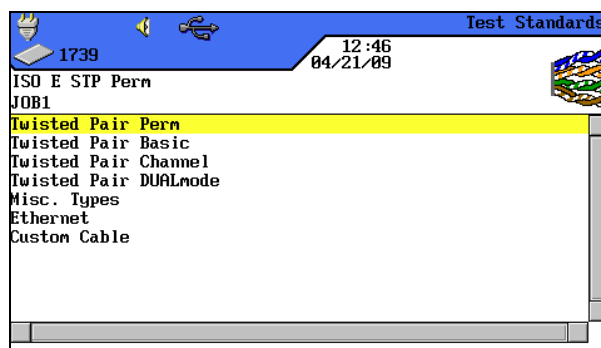 Test Standards
1739
12:46
04/21/09
ISO E STP Perm
JOB1
Twisted Pair Perm
Twisted Pair Basic
Twisted Pair Channel
Twisted Pair DUALmode
Misc. Types
Ethernet
Custom Cable